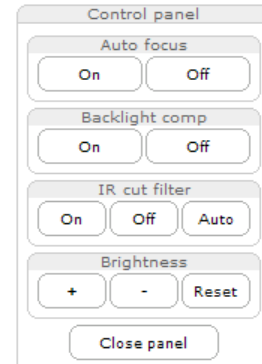 Control panel
Auto focus
On Off
Backlight comp
On Off
IR cut filter
On Off Auto
Brightness
+ - Reset
Close panel